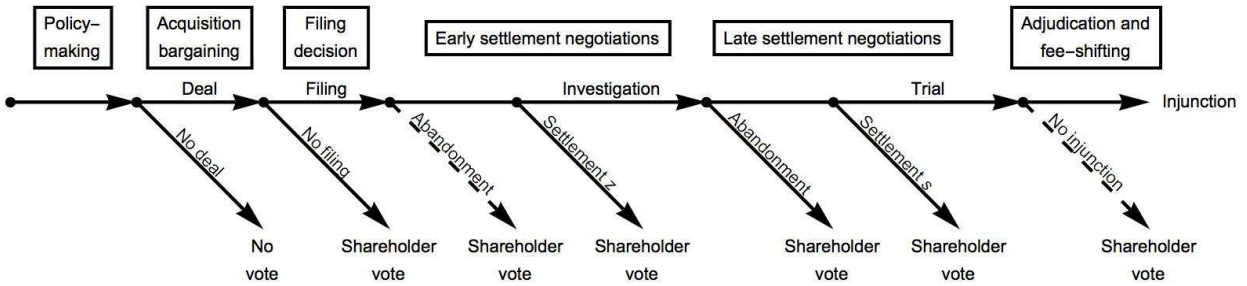 Policy–
making
Acquisition
bargaining
Filing
decision
Early settlement negotiations
Late settlement negotiations
Adjudication and
fee–shifting
Deal
Filing
Investigation
Trial
Injunction
No deal
No filing
Abandonment
Settlement z
Abandonment
Settlement s
No injunction
No
vote
Shareholder
vote
Shareholder
vote
Shareholder
vote
Shareholder
vote
Shareholder
vote
Shareholder
vote